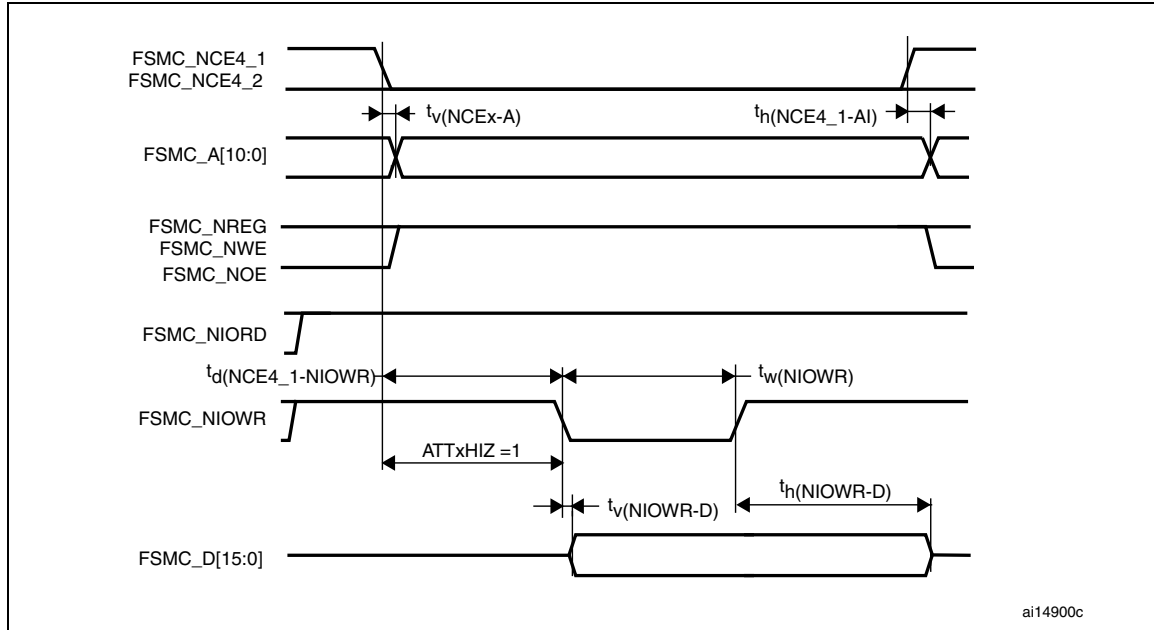 FSMC_NCE4_1
FSMC_NCE4_2
tv(NCEx-A)
th(NCE4_1-AI)
FSMC_A[10:0]
FSMC_NREG
FSMC_NWE
FSMC_NOE
FSMC_NIORD
td(NCE4_1-NIOWR)
tw(NIOWR)
FSMC_NIOWR
ATTxHIZ =1
tv(NIOWR-D)
th(NIOWR-D)
FSMC_D[15:0]
ai14900c